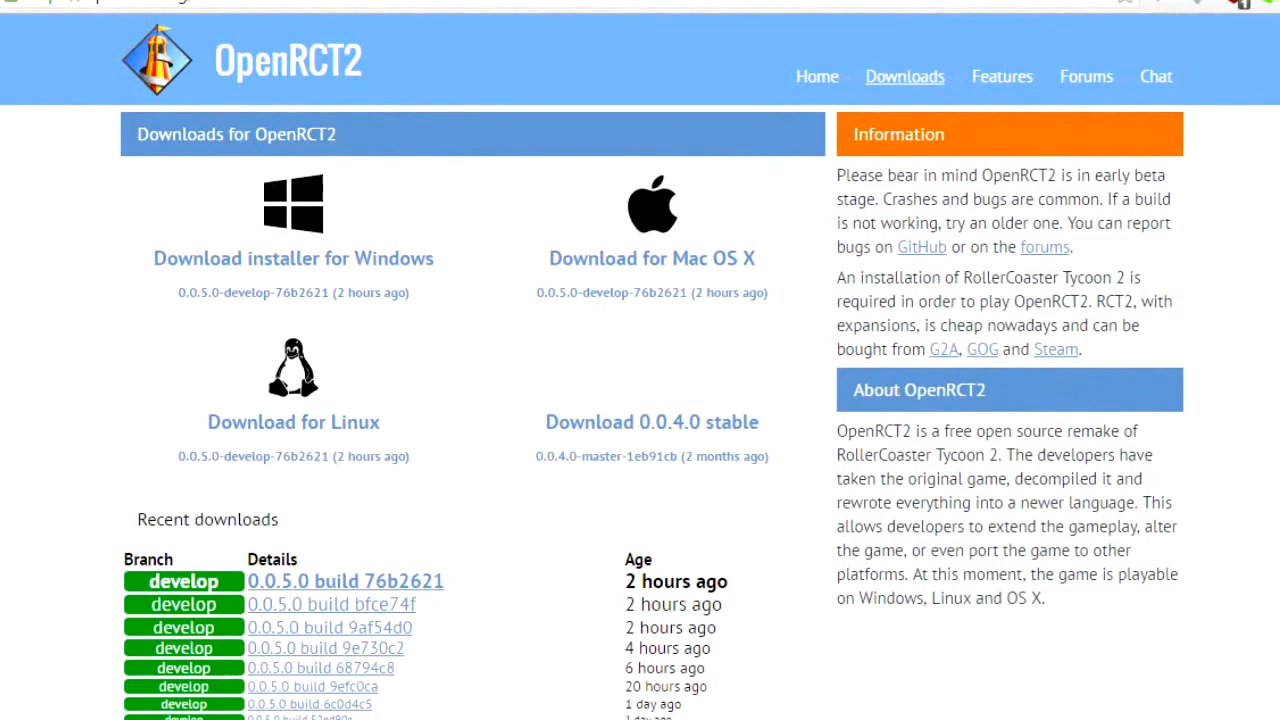 OpenRCT2
Home Downloads Features Forums Chat
Downloads for OpenRCT2
Download installer for Windows
0.0.5.0-develop-76b2621 (2 hours ago)
Download for Mac OS X
0.0.5.0-develop-76b2621 (2 hours ago)
Download for Linux
0.0.5.0-develop-76b2621 (2 hours ago)
Download 0.0.4.0 stable
0.0.4.0-master-1eb91cb (2 months ago)
Recent downloads
Branch Details Age
develop 0.0.5.0 build 76b2621 2 hours ago
develop 0.0.5.0 build bfce74f 2 hours ago
develop 0.0.5.0 build 9af54d0 2 hours ago
develop 0.0.5.0 build 9e730c2 4 hours ago
develop 0.0.5.0 build 68794c8 6 hours ago
develop 0.0.5.0 build 9efc0ca 20 hours ago
develop 0.0.5.0 build 6c0d4c5 1 day ago
Information
Please bear in mind OpenRCT2 is in early beta
stage. Crashes and bugs are common. If a build
is not working, try an older one. You can report
bugs on GitHub or on the forums.
An installation of RollerCoaster Tycoon 2 is
required in order to play OpenRCT2. RCT2, with
expansions, is cheap nowadays and can be
bought from G2A, GOG and Steam.
About OpenRCT2
OpenRCT2 is a free open source remake of
RollerCoaster Tycoon 2. The developers have
taken the original game, decompiled it and
rewrote everything into a newer language. This
allows developers to extend the gameplay, alter
the game, or even port the game to other
platforms. At this moment, the game is playable
on Windows, Linux and OS X.